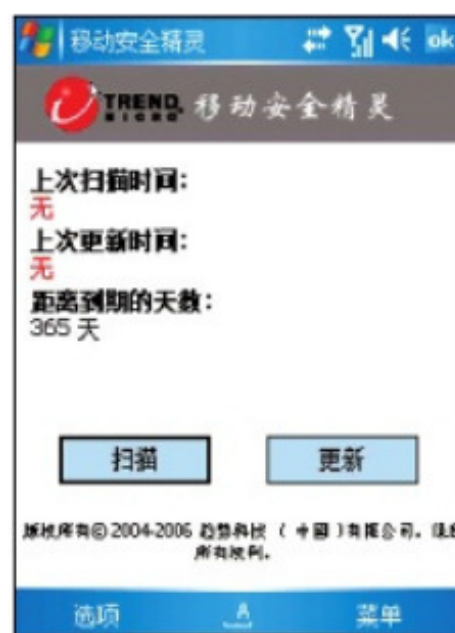 移动安全精灵 ok
TREND MICRO 移动安全精灵
上次扫描时间:
无
上次更新时间:
无
距离到期的天数:
365 天
扫描 更新
版权所有© 2004-2006 趋势科技 (中国)有限公司。保
所有权利。
选项 菜单